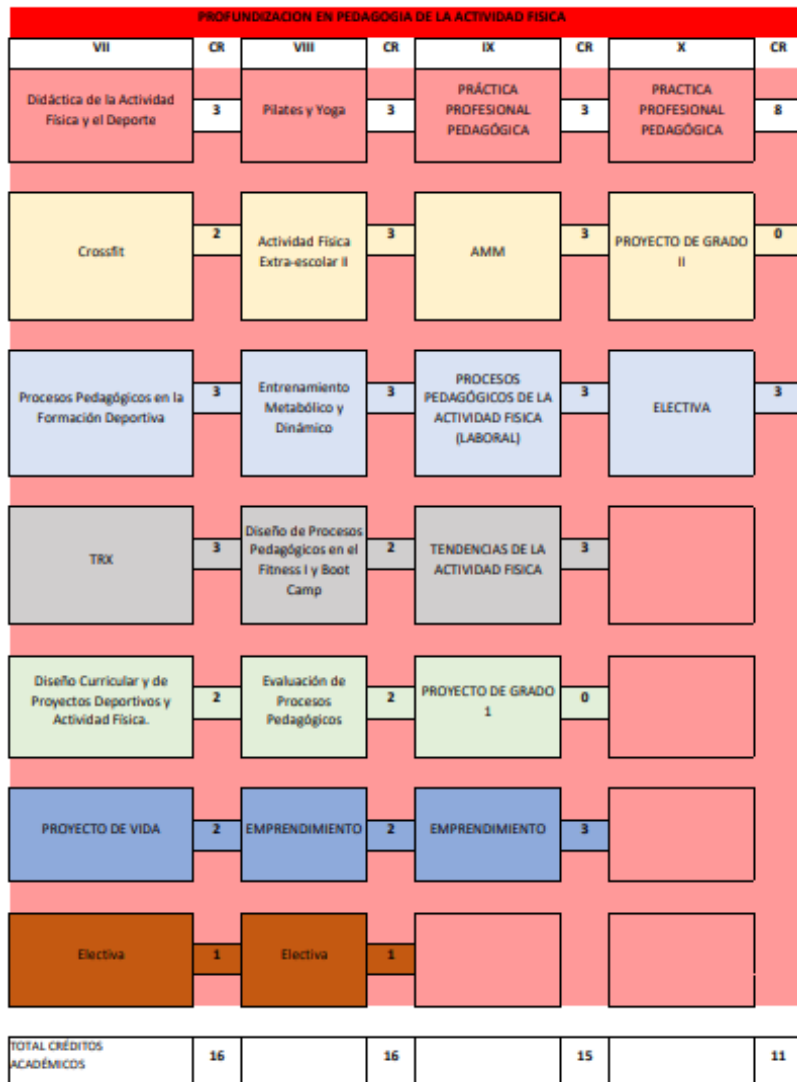 PROFUNDIZACION EN PEDAGOGIA DE LA ACTIVIDAD FISICA
VII CR VIII CR IX CR X CR
Didáctica de la Actividad
Física y el Deporte
3
Pilates y Yoga
3
PRÁCTICA
PROFESIONAL
PEDAGÓGICA
3
PRACTICA
PROFESIONAL
PEDAGÓGICA
8
Crossfit
2
Actividad Física
Extra-escolar II
3
AMM
3
PROYECTO DE GRADO
II
0
Procesos Pedagógicos en la
Formación Deportiva
3
Entrenamiento
Metabólico y
Dinámico
3
PROCESOS
PEDAGÓGICOS DE LA
ACTIVIDAD FISICA
(LABORAL)
3
ELECTIVA
3
TRX
3
Diseño de Procesos
Pedagógicos en el
Fitness I y Boot
Camp
2
TENDENCIAS DE LA
ACTIVIDAD FISICA
3
Diseño Curricular y de
Proyectos Deportivos y
Actividad Física.
2
Evaluación de
Procesos
Pedagógicos
2
PROYECTO DE GRADO
1
0
PROYECTO DE VIDA
2
EMPRENDIMIENTO
2
EMPRENDIMIENTO
3
Electiva
1
Electiva
1
TOTAL CRÉDITOS
ACADÉMICOS
16
16
15
11